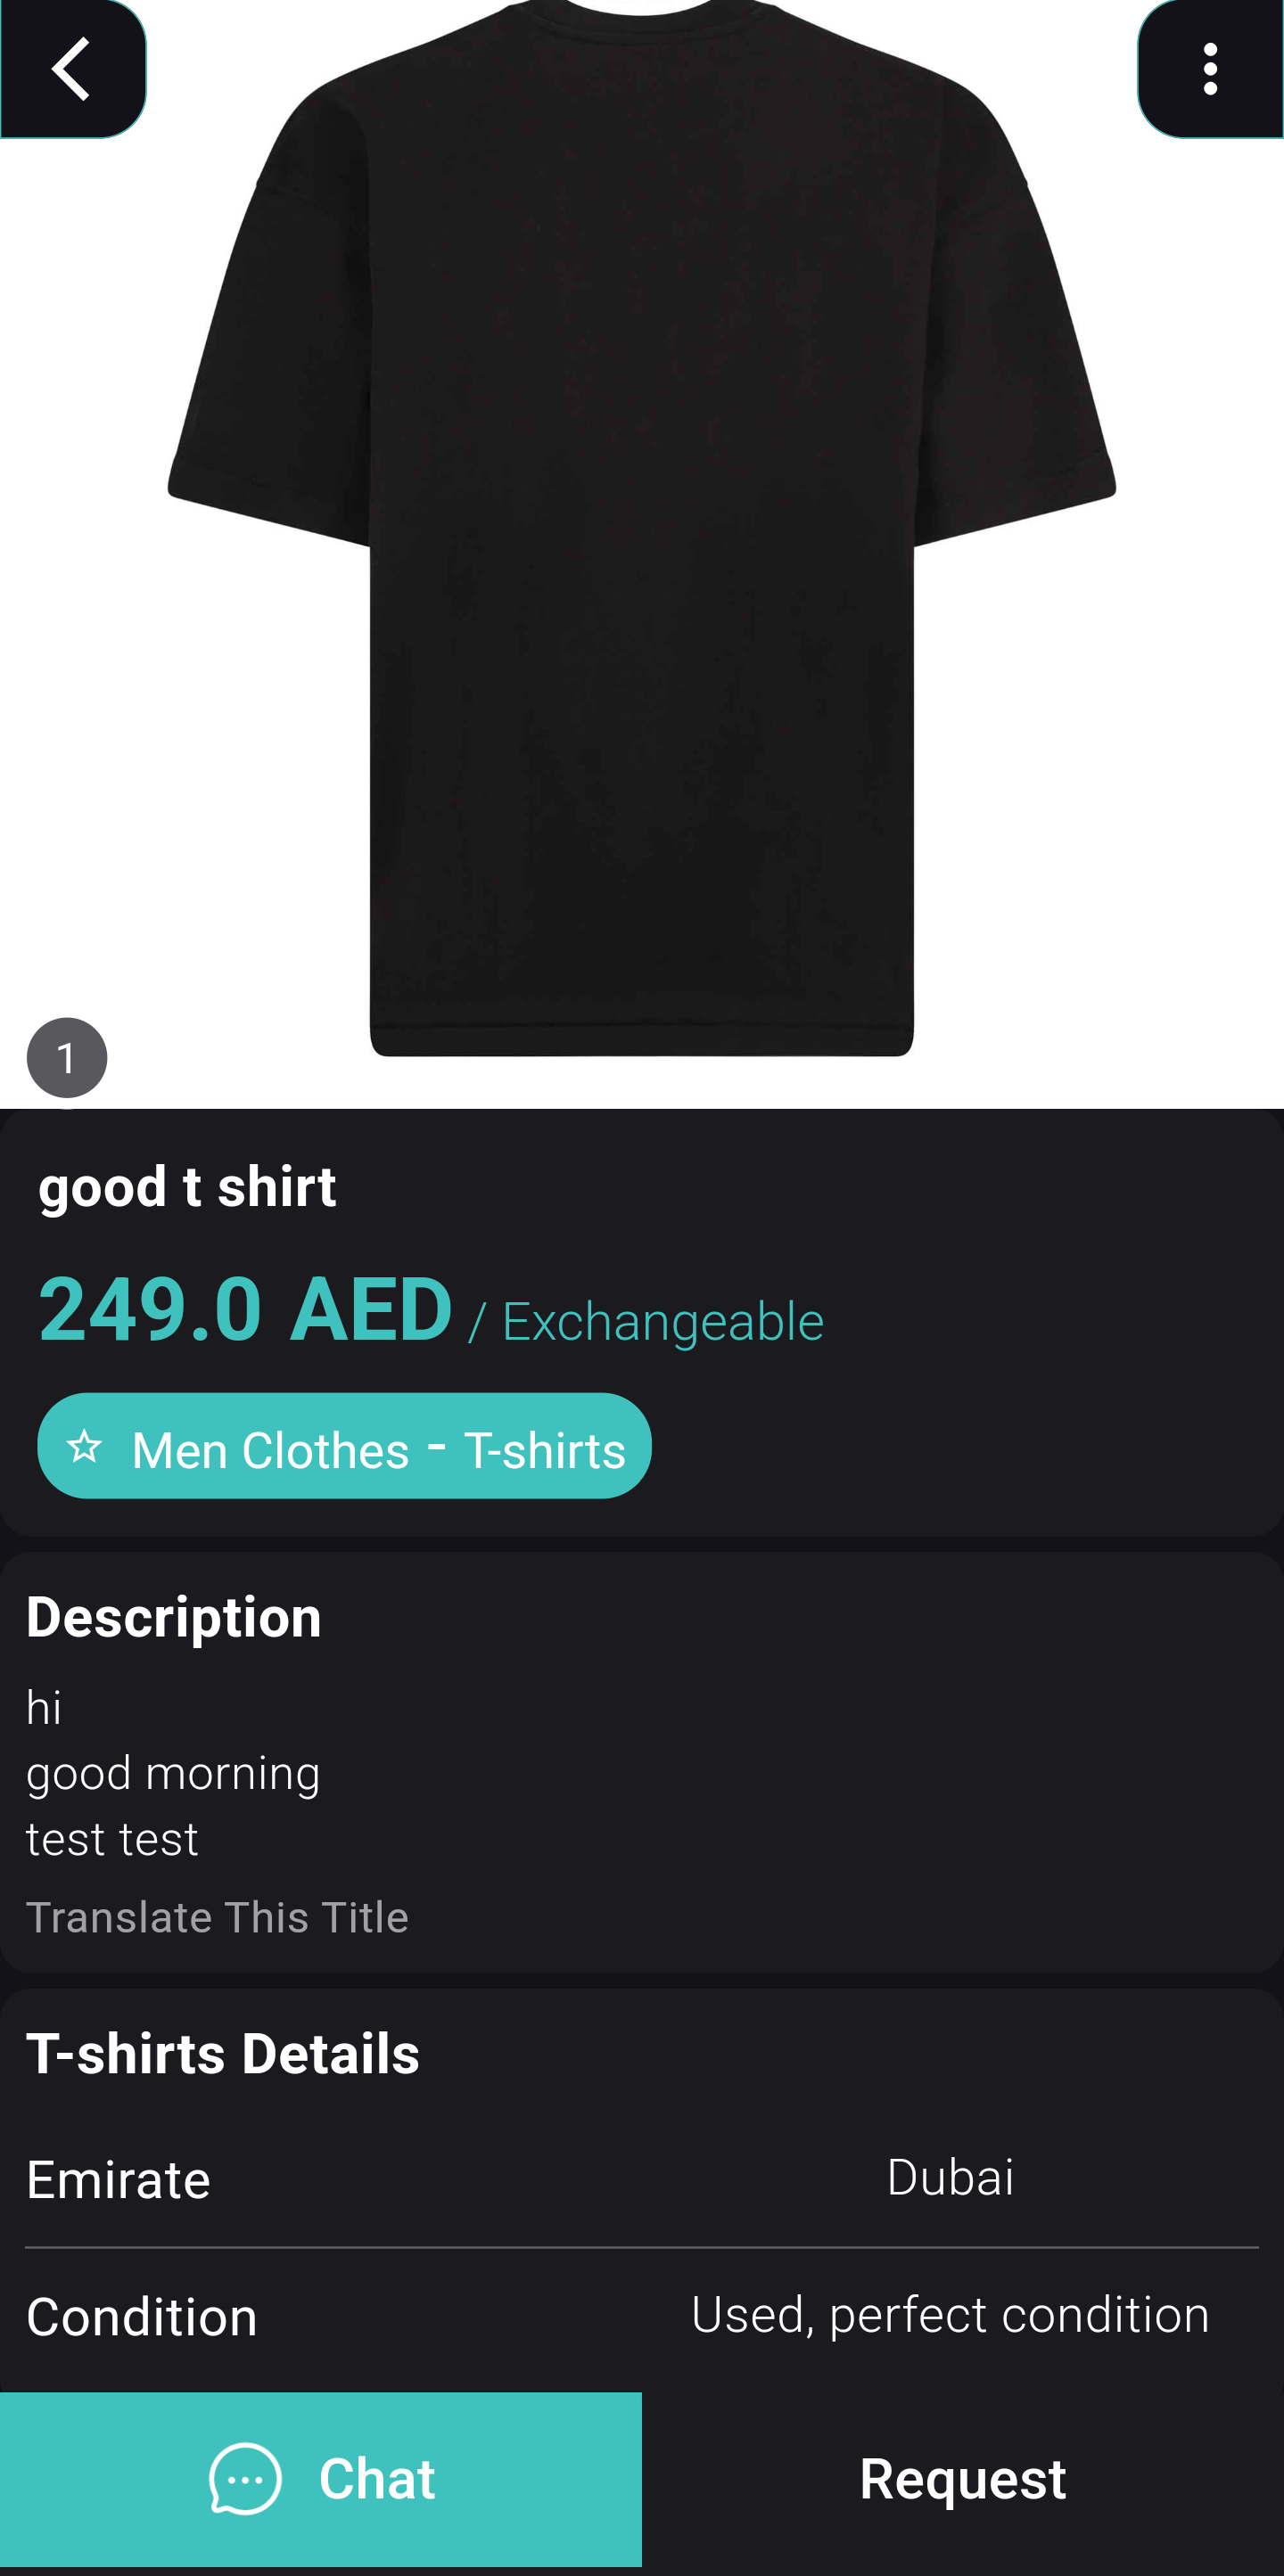 1
good t shirt
249.0 AED / Exchangeable
Men Clothes - T-shirts
Description
hi
good morning
test test
Translate This Title
T-shirts Details
Emirate Dubai
Condition Used, perfect condition
Chat Request